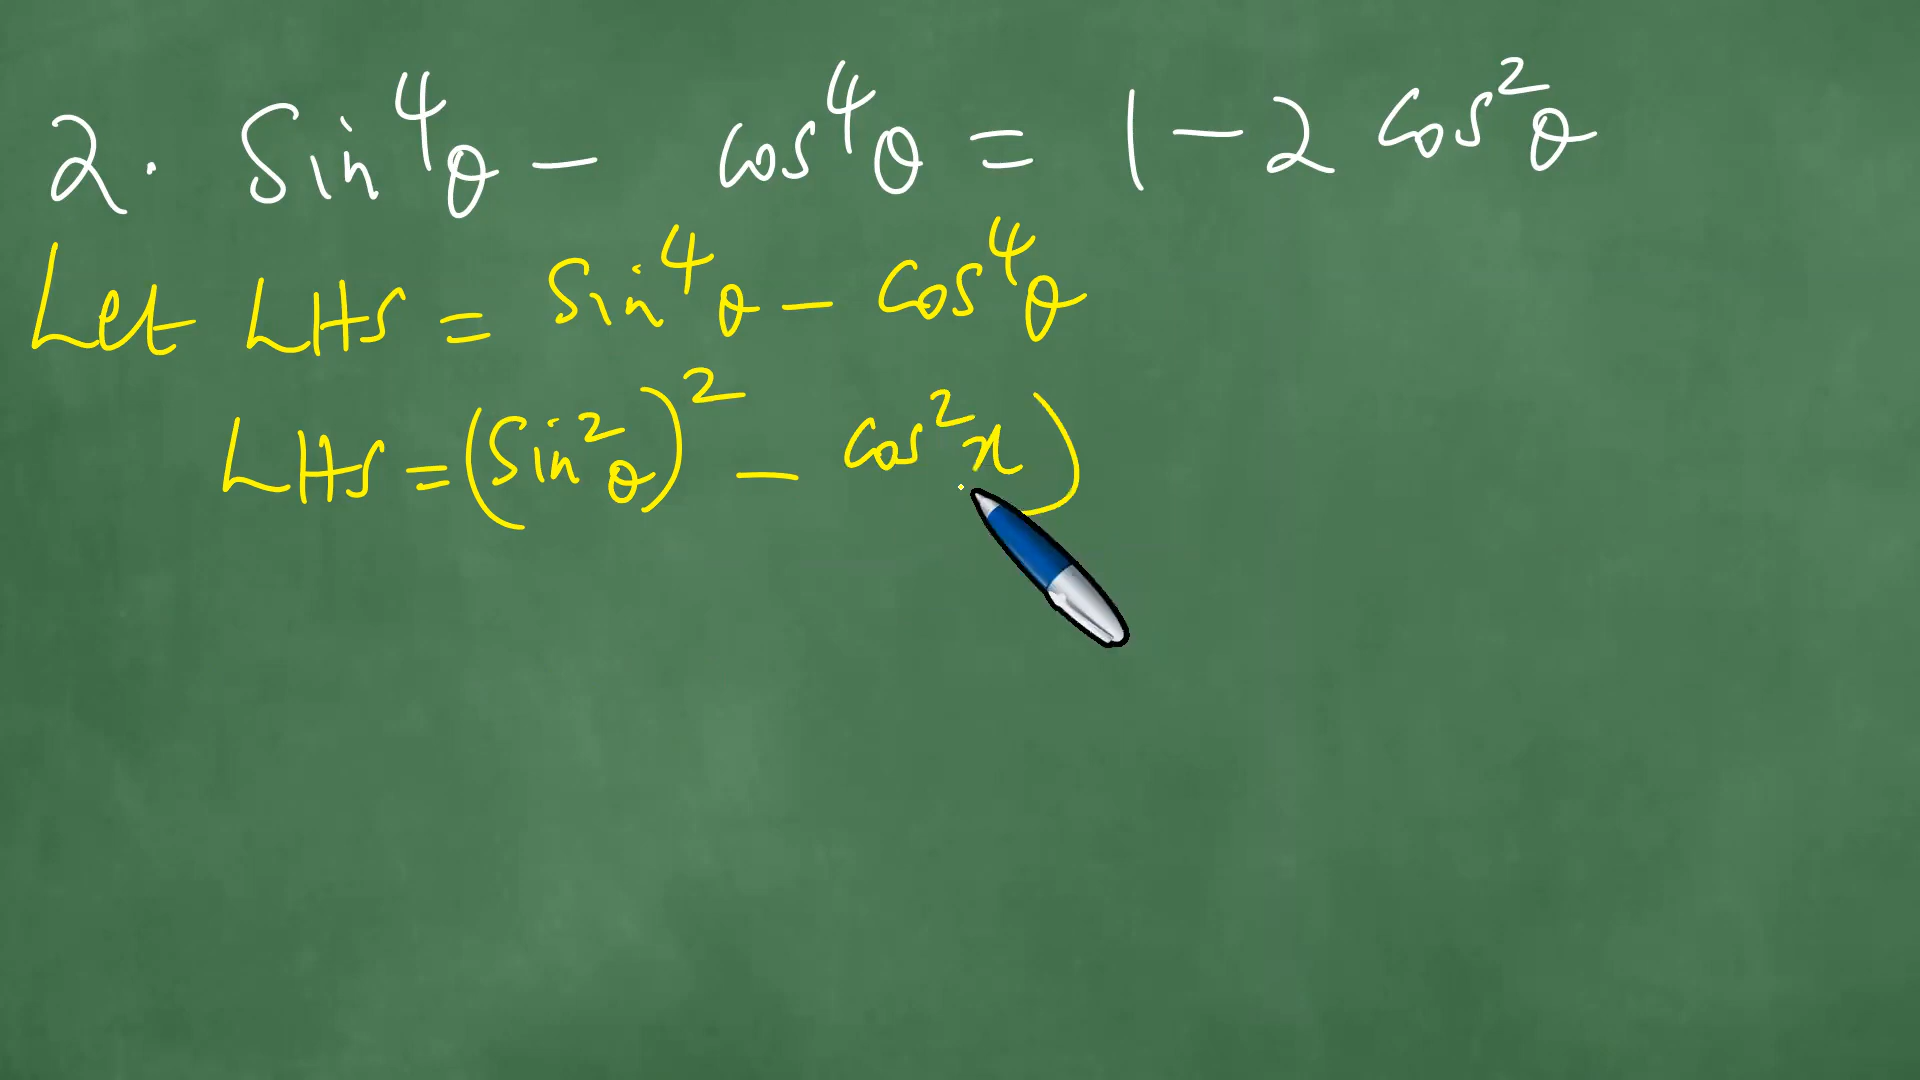 2. Sin⁴θ - cos⁴θ = 1 - 2 cos²θ
Let LHS = Sin⁴θ - cos⁴θ
LHS = (Sin²θ)² - cos²x)